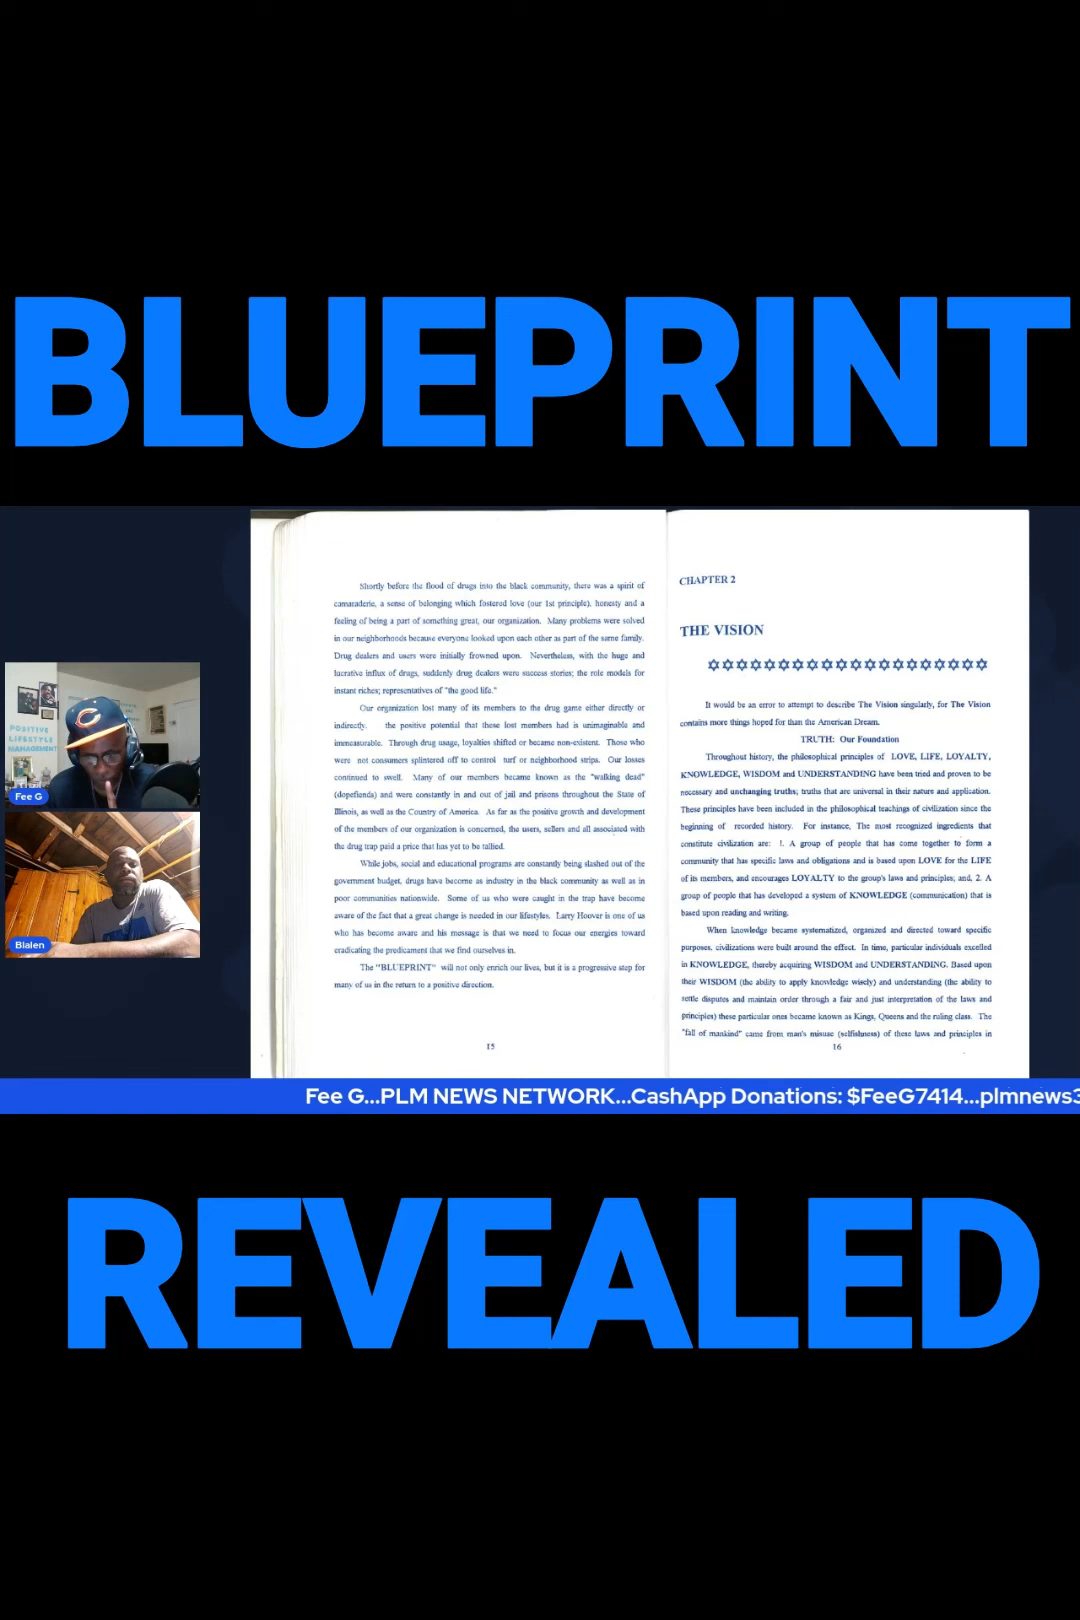 BLUEPRINT
POSITIVE
LIFESTYLE
MANAGEMENT
Fee G
Blalen
Shortly before the flood of drugs into the black community, there was a spirit of
camaraderie, a sense of belonging which fostered love (our 1st principle), honesty and a
feeling of being a part of something great, our organization. Many problems were solved
in our neighborhoods because everyone looked upon each other as part of the same family.
Drug dealers and users were initially frowned upon. Nevertheless, with the huge and
lucrative influx of drugs, suddenly drug dealers were success stories; the role models for
instant riches; representatives of "the good life."
Our organization lost many of its members to the drug game either directly or
indirectly. the positive potential that these lost members had is unimaginable and
immeasurable. Through drug usage, loyalties shifted or became non-existent. Those who
were not consumers splintered off to control turf or neighborhood strips. Our losses
continued to swell. Many of our members became known as the "walking dead"
(dopefiends) and were constantly in and out of jail and prisons throughout the State of
Illinois, as well as the Country of America. As far as the positive growth and development
of the members of our organization is concerned, the users, sellers and all associated with
the drug trap paid a price that has yet to be tallied.
While jobs, social and educational programs are constantly being slashed out of the
government budget, drugs have become as industry in the black community as well as in
poor communities nationwide. Some of us who were caught in the trap have become
aware of the fact that a great change is needed in our lifestyles. Larry Hoover is one of us
who has become aware and his message is that we need to focus our energies toward
eradicating the predicament that we find ourselves in.
The "BLUEPRINT" will not only enrich our lives, but it is a progressive step for
many of us in the return to a positive direction.
15
CHAPTER 2
THE VISION
✡✡✡✡✡✡✡✡✡✡✡✡✡✡✡✡✡✡✡✡
It would be an error to attempt to describe The Vision singularly, for The Vision
contains more things hoped for than the American Dream.
TRUTH: Our Foundation
Throughout history, the philosophical principles of LOVE, LIFE, LOYALTY,
KNOWLEDGE, WISDOM and UNDERSTANDING have been tried and proven to be
necessary and unchanging truths; truths that are universal in their nature and application.
These principles have been included in the philosophical teachings of civilization since the
beginning of recorded history. For instance, The most recognized ingredients that
constitute civilization are: 1. A group of people that has come together to form a
community that has specific laws and obligations and is based upon LOVE for the LIFE
of its members, and encourages LOYALTY to the group's laws and principles; and, 2. A
group of people that has developed a system of KNOWLEDGE (communication) that is
based upon reading and writing.
When knowledge became systematized, organized and directed toward specific
purposes, civilizations were built around the effect. In time, particular individuals excelled
in KNOWLEDGE, thereby acquiring WISDOM and UNDERSTANDING. Based upon
their WISDOM (the ability to apply knowledge wisely) and understanding (the ability to
settle disputes and maintain order through a fair and just interpretation of the laws and
principles) these particular ones became known as Kings, Queens and the ruling class. The
"fall of mankind" came from man's misuse (selfishness) of these laws and principles in
16
Fee G...PLM NEWS NETWORK...CashApp Donations: $FeeG7414...plmnews3
REVEALED